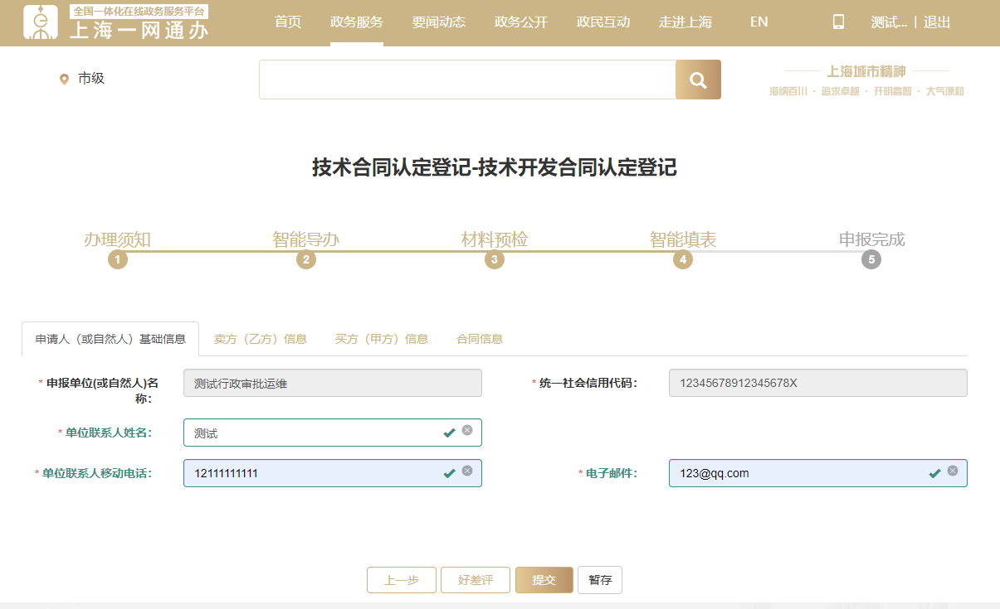 全国一体化在线政务服务平台
上海一网通办
首页 政务服务 要闻动态 政务公开 政民互动 走进上海 EN 测试... | 退出
市级
上海城市精神
海纳百川 · 追求卓越 · 开明睿智 · 大气谦和
技术合同认定登记-技术开发合同认定登记
办理须知 智能导办 材料预检 智能填表 申报完成
1 2 3 4 5
申请人（或自然人）基础信息 卖方（乙方）信息 买方（甲方）信息 合同信息
* 申报单位(或自然人)名称： 测试行政审批运维 * 统一社会信用代码： 12345678912345678X
* 单位联系人姓名： 测试
* 单位联系人移动电话： 12111111111 * 电子邮件： 123@qq.com
上一步 好差评 提交 暂存